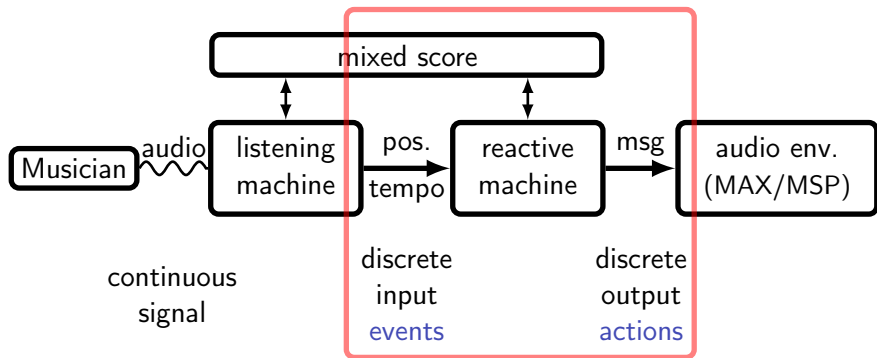 mixed score
Musician
audio
listening
machine
pos.
tempo
reactive
machine
msg
audio env.
(MAX/MSP)
continuous
signal
discrete
input
events
discrete
output
actions